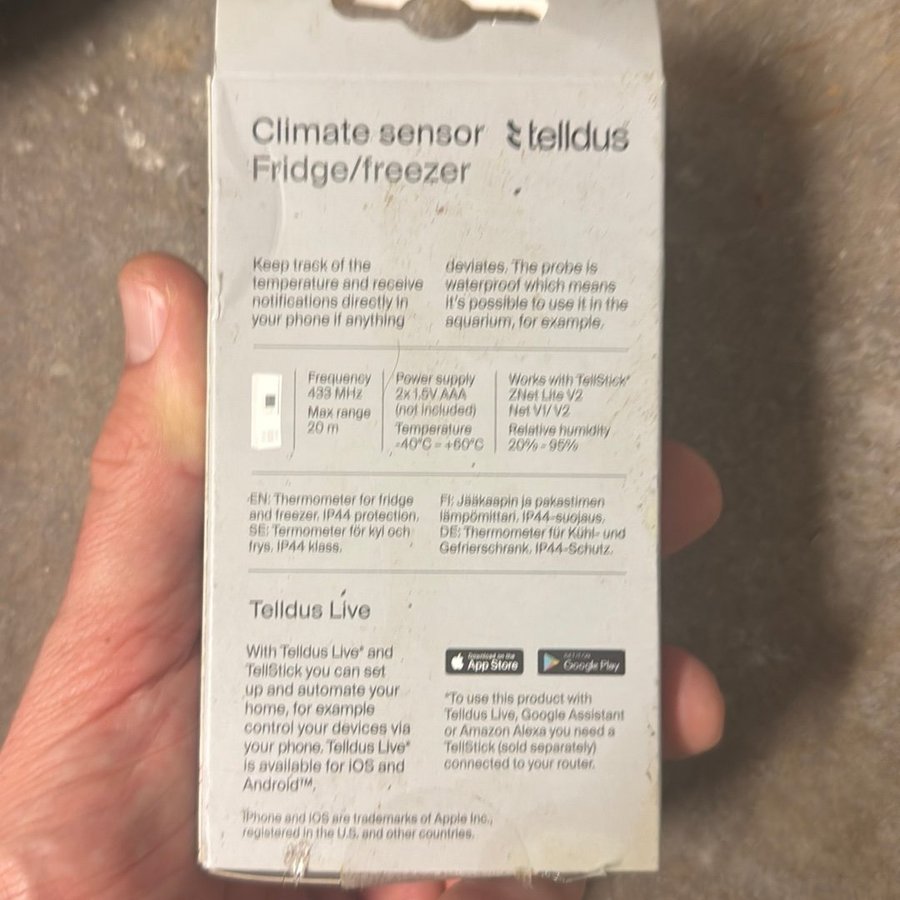 Climate sensor
Fridge/freezer
telldus
Keep track of the
temperature and receive
notifications directly in
your phone if anything
deviates. The probe is
waterproof which means
it's possible to use it in the
aquarium, for example.
Frequency
433 MHz
Max range
20 m
Power supply
2x 1.5V AAA
(not included)
Temperature
-40°C - +60°C
Works with TellStick*
ZNet Lite V2
Net V1/ V2
Relative humidity
20% - 95%
EN: Thermometer for fridge
and freezer. IP44 protection.
SE: Termometer för kyl och
frys. IP44 klass.
FI: Jääkaapin ja pakastimen
lämpömittari. IP44-suojaus.
DE: Thermometer für Kühl- und
Gefrierschrank. IP44-Schutz.
Telldus Live
With Telldus Live* and
TellStick you can set
up and automate your
home, for example
control your devices via
your phone. Telldus Live*
is available for iOS and
Android™.
Download on the
App Store
GET IT ON
Google Play
*To use this product with
Telldus Live, Google Assistant
or Amazon Alexa you need a
TellStick (sold separately)
connected to your router.
iPhone and iOS are trademarks of Apple Inc.,
registered in the U.S. and other countries.